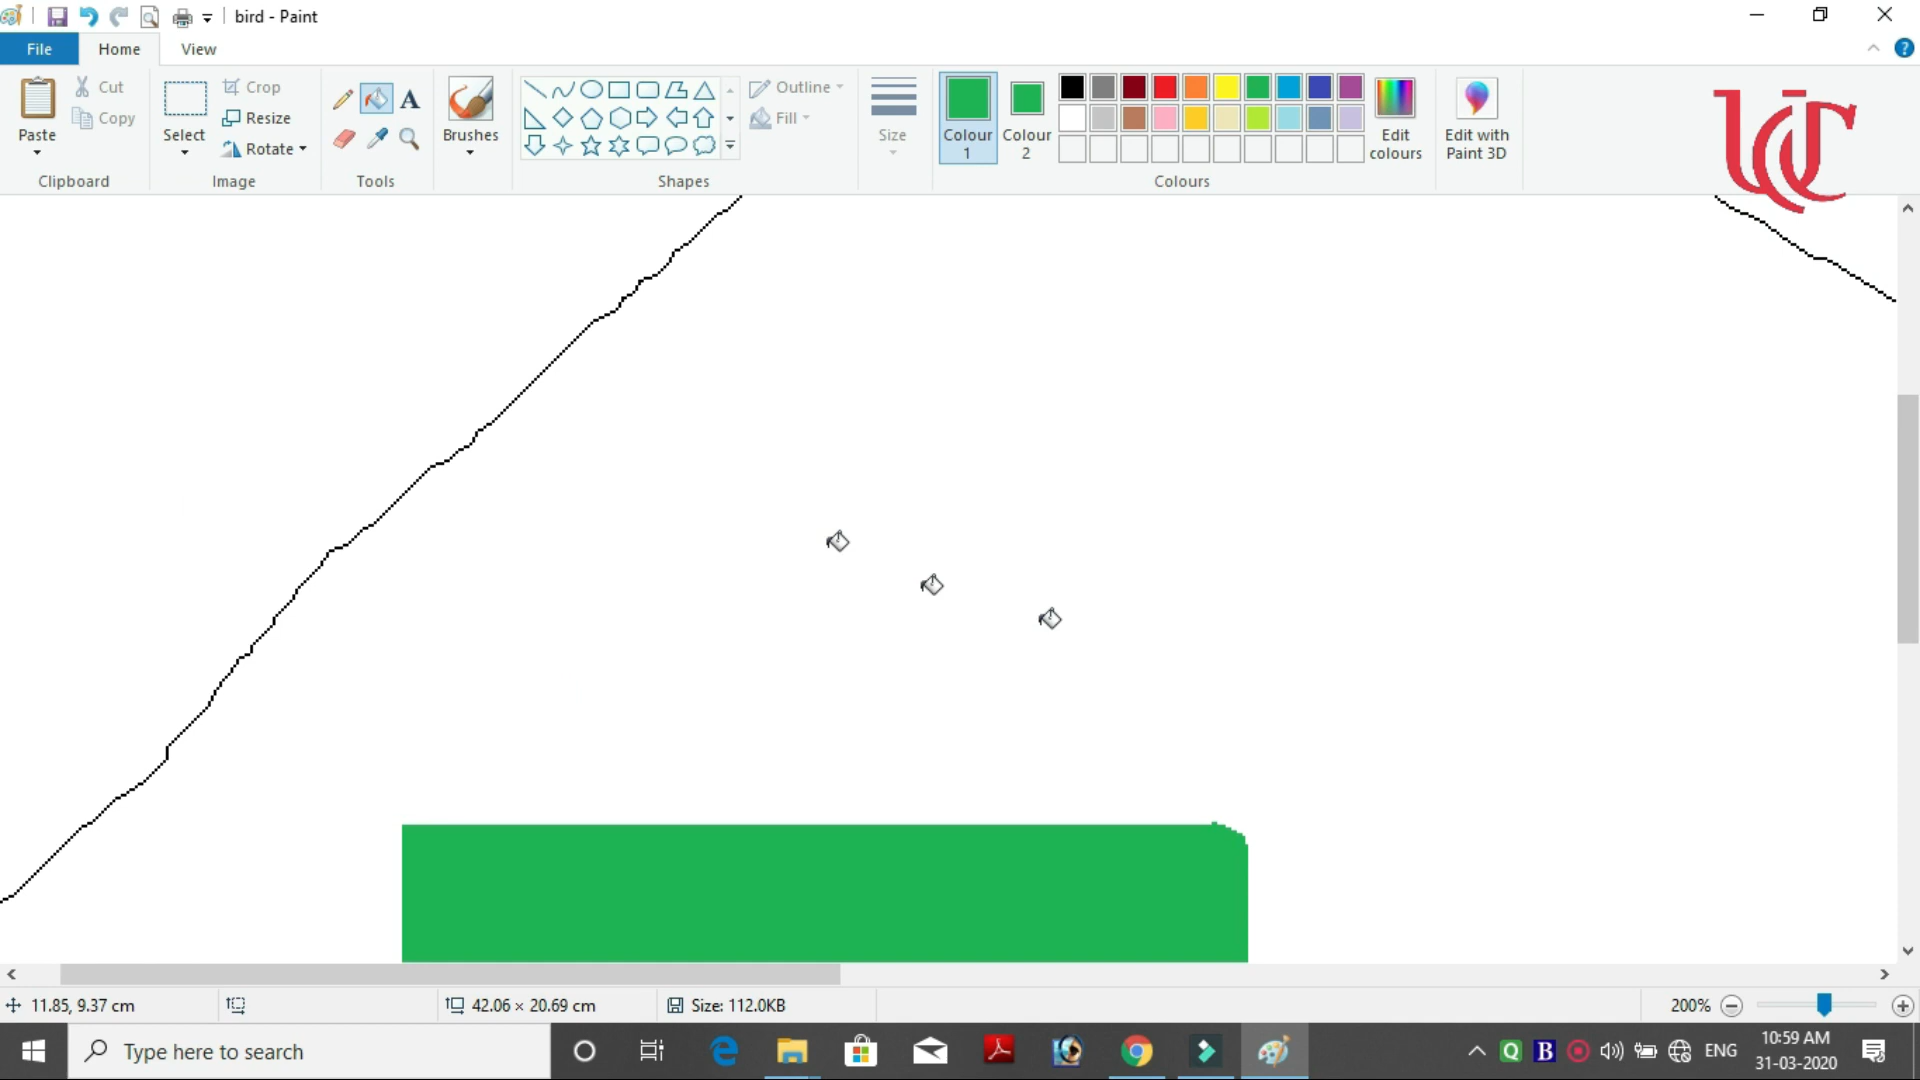 bird - Paint
File Home View
Paste
Cut
Copy
Clipboard
Select
Crop
Resize
Rotate
Image
A
Tools
Brushes
Shapes
Outline
Fill
Size
Colour 1
Colour 2
Colours
Edit colours
Edit with Paint 3D
11.85, 9.37 cm
42.06 × 20.69 cm
Size: 112.0KB
200%
Type here to search
ENG
10:59 AM
31-03-2020